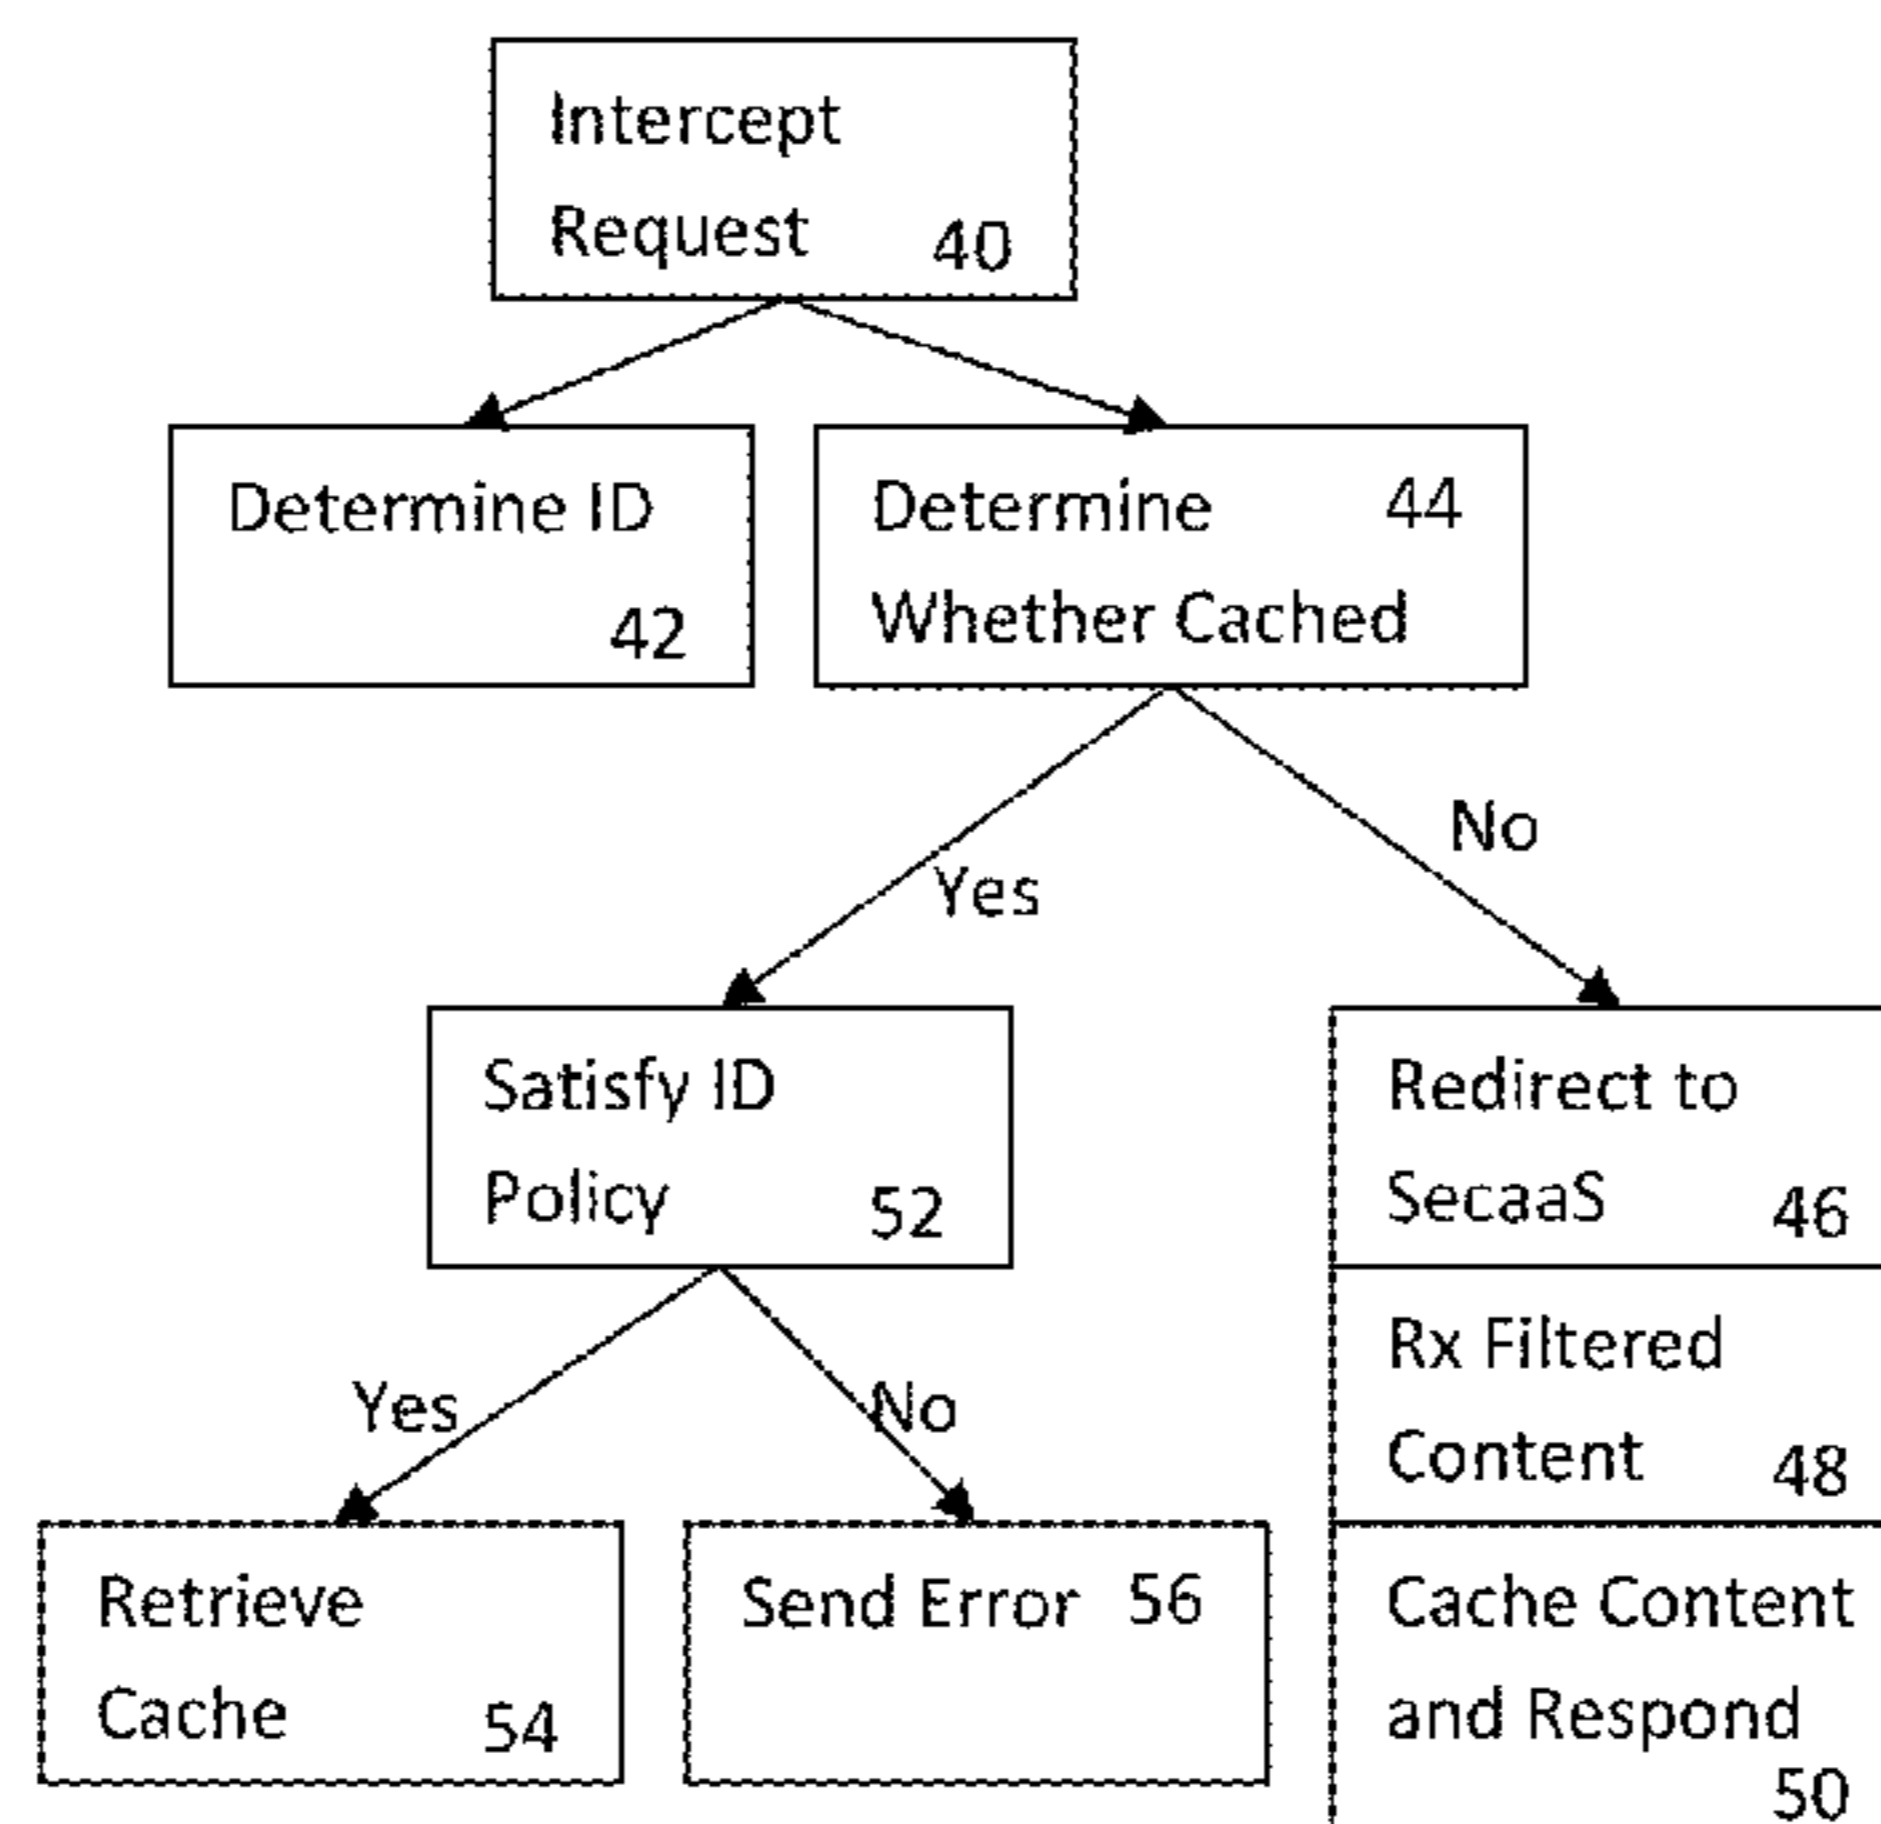 Intercept
Request 40
Determine ID
42
Determine 44
Whether Cached
No
Yes
Satisfy ID
Policy 52
Redirect to
SecaaS 46
Rx Filtered
Content 48
Yes
No
Retrieve
Cache 54
Send Error 56
Cache Content
and Respond
50